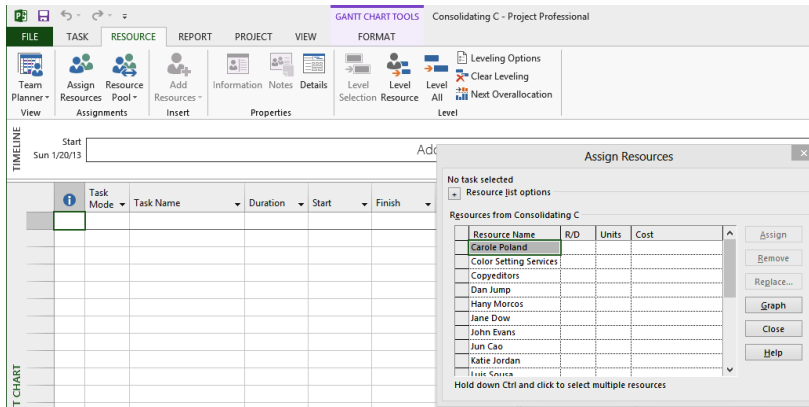 GANTT CHART TOOLS Consolidating C - Project Professional
FILE TASK RESOURCE REPORT PROJECT VIEW FORMAT
Team Planner
Assign Resources
Resource Pool
Add Resources
Information Notes Details
Level Selection
Level Resource
Level All
Leveling Options
Clear Leveling
Next Overallocation
View Assignments Insert Properties Level
TIMELINE
Start
Sun 1/20/13
Add
Task Mode
Task Name Duration Start Finish
T CHART
Assign Resources
No task selected
+ Resource list options
Resources from Consolidating C
Resource Name R/D Units Cost
Carole Poland
Color Setting Services
Copyeditors
Dan Jump
Hany Morcos
Jane Dow
John Evans
Jun Cao
Katie Jordan
Luis Sousa
Assign
Remove
Replace...
Graph
Close
Help
Hold down Ctrl and click to select multiple resources